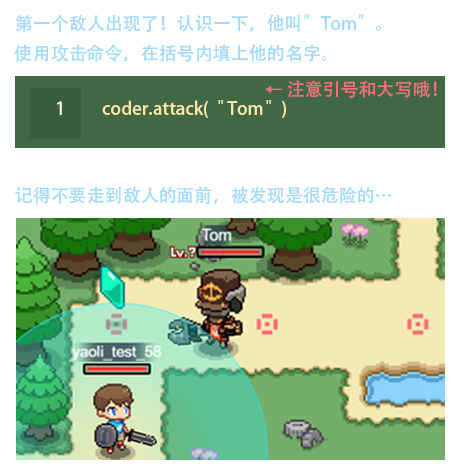 第一个敌人出现了！认识一下，他叫”Tom”。
使用攻击命令，在括号内填上他的名字。
← 注意引号和大写哦！
1 coder.attack( "Tom" )
记得不要走到敌人的面前，被发现是很危险的…
Tom
Lv.?
yaoli_test_58